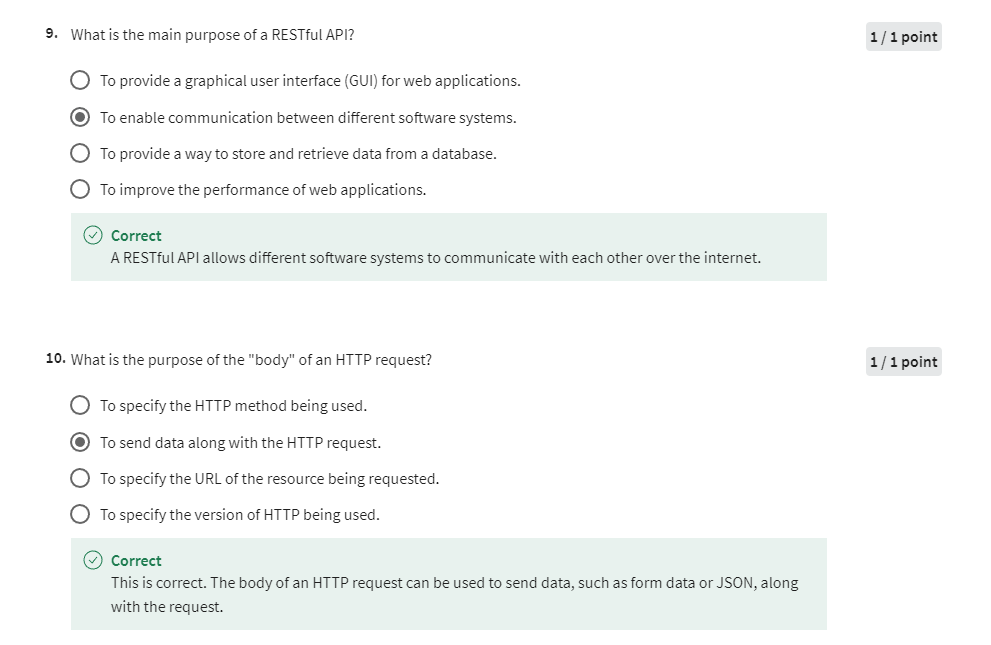 9. What is the main purpose of a RESTful API?
1 / 1 point
To provide a graphical user interface (GUI) for web applications.
To enable communication between different software systems.
To provide a way to store and retrieve data from a database.
To improve the performance of web applications.
Correct
A RESTful API allows different software systems to communicate with each other over the internet.
10. What is the purpose of the "body" of an HTTP request?
1 / 1 point
To specify the HTTP method being used.
To send data along with the HTTP request.
To specify the URL of the resource being requested.
To specify the version of HTTP being used.
Correct
This is correct. The body of an HTTP request can be used to send data, such as form data or JSON, along
with the request.